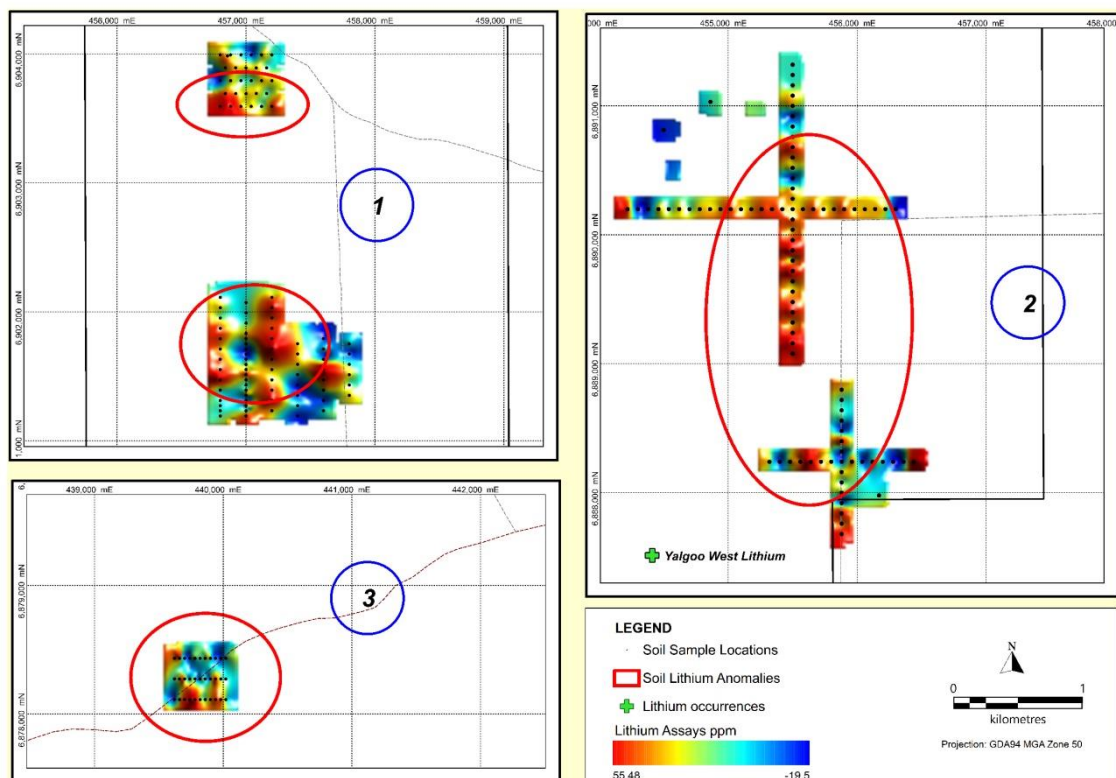 456,000 mE
457,000 mE
458,000 mE
459,000 mE
6,904,000 mN
6,903,000 mN
6,902,000 mN
1,000 mN
1
455,000 mE
456,000 mE
457,000 mE
458,0
6,891,000 mN
6,890,000 mN
6,889,000 mN
6,888,000 mN
2
Yalgoo West Lithium
6.
439,000 mE
440,000 mE
441,000 mE
442,000 mE
6,879,000 mN
6,878,000 mN
3
LEGEND
Soil Sample Locations
Soil Lithium Anomalies
Lithium occurrences
Lithium Assays ppm
55.48
-19.5
N
0
1
kilometres
Projection: GDA94 MGA Zone 50